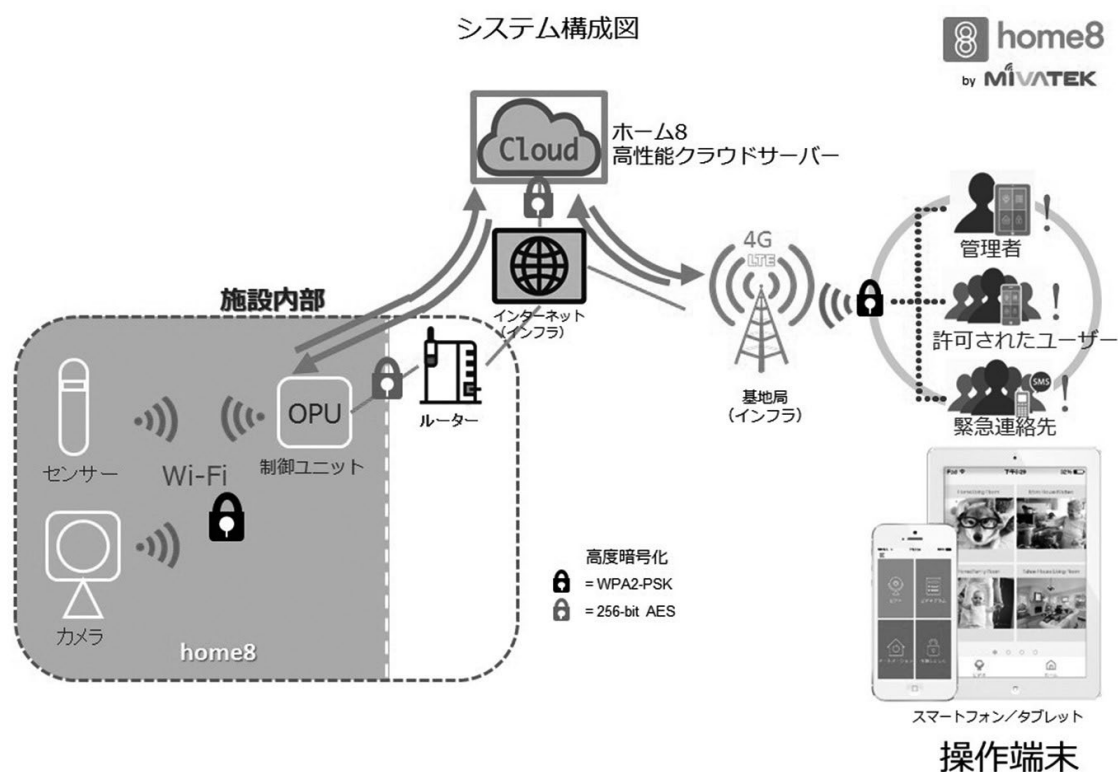 システム構成図
home8
by MIVATEK
Cloud
ホーム8
高性能クラウドサーバー
4G
LTE
管理者
インターネット
(インフラ)
施設内部
許可されたユーザー
基地局
(インフラ)
SMS
緊急連絡先
OPU
ルーター
センサー
Wi-Fi
制御ユニット
カメラ
home8
高度暗号化
= WPA2-PSK
= 256-bit AES
iPad
下午6:29
92%
スマートフォン/タブレット
操作端末